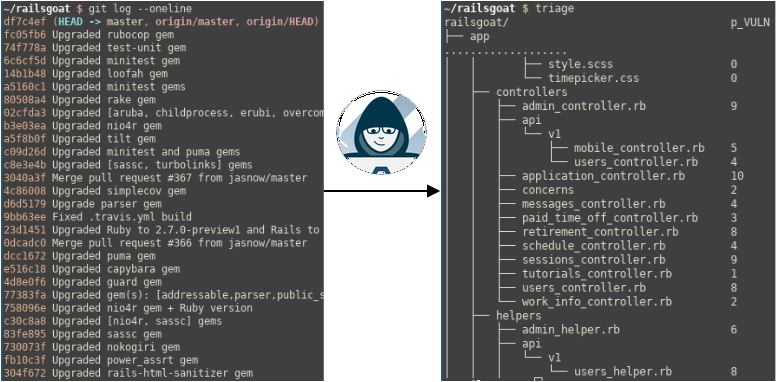 ~/railsgoat $ git log --oneline
df7c4ef (HEAD -> master, origin/master, origin/HEAD)
fc05fb6 Upgraded rubocop gem
74f778a Upgraded test-unit gem
6c6cf5d Upgraded minitest gem
14b1b48 Upgraded loofah gem
a5160c1 Upgraded minitest gems
80508a4 Upgraded rake gem
02cfda3 Upgraded [aruba, childprocess, erubi, overcom
b3e03ea Upgraded nio4r gem
a5f8b0f Upgraded tilt gem
c09d26d Upgraded minitest and puma gems
c8e3e4b Upgraded [sassc, turbolinks] gems
3040a3f Merge pull request #367 from jasnow/master
4c86008 Upgraded simplecov gem
d6d5179 Upgrade parser gem
9bb63ee Fixed .travis.yml build
23d1451 Upgraded Ruby to 2.7.0-preview1 and Rails to
0dcadc0 Merge pull request #366 from jasnow/master
dcc1672 Upgraded puma gem
e516c18 Upgraded capybara gem
4d8e0f6 Upgraded guard gem
77383fa Upgraded gem(s): [addressable,parser,public_s
758096e Upgraded nio4r gem + Ruby version
c30c8a8 Upgraded [nio4r, sassc] gems
83fe895 Upgraded sassc gem
730073f Upgraded nokogiri gem
fb10c3f Upgraded power_assrt gem
304f672 Upgraded rails-html-sanitizer gem
~/railsgoat $ triage
railsgoat/ p_VULN
├── app
..................
style.scss 0
timepicker.css 0
controllers
admin_controller.rb 9
api
v1
mobile_controller.rb 5
users_controller.rb 4
application_controller.rb 10
concerns 2
messages_controller.rb 4
paid_time_off_controller.rb 3
retirement_controller.rb 8
schedule_controller.rb 4
sessions_controller.rb 9
tutorials_controller.rb 1
users_controller.rb 8
work_info_controller.rb 2
helpers
admin_helper.rb 6
api
v1
users_helper.rb 8